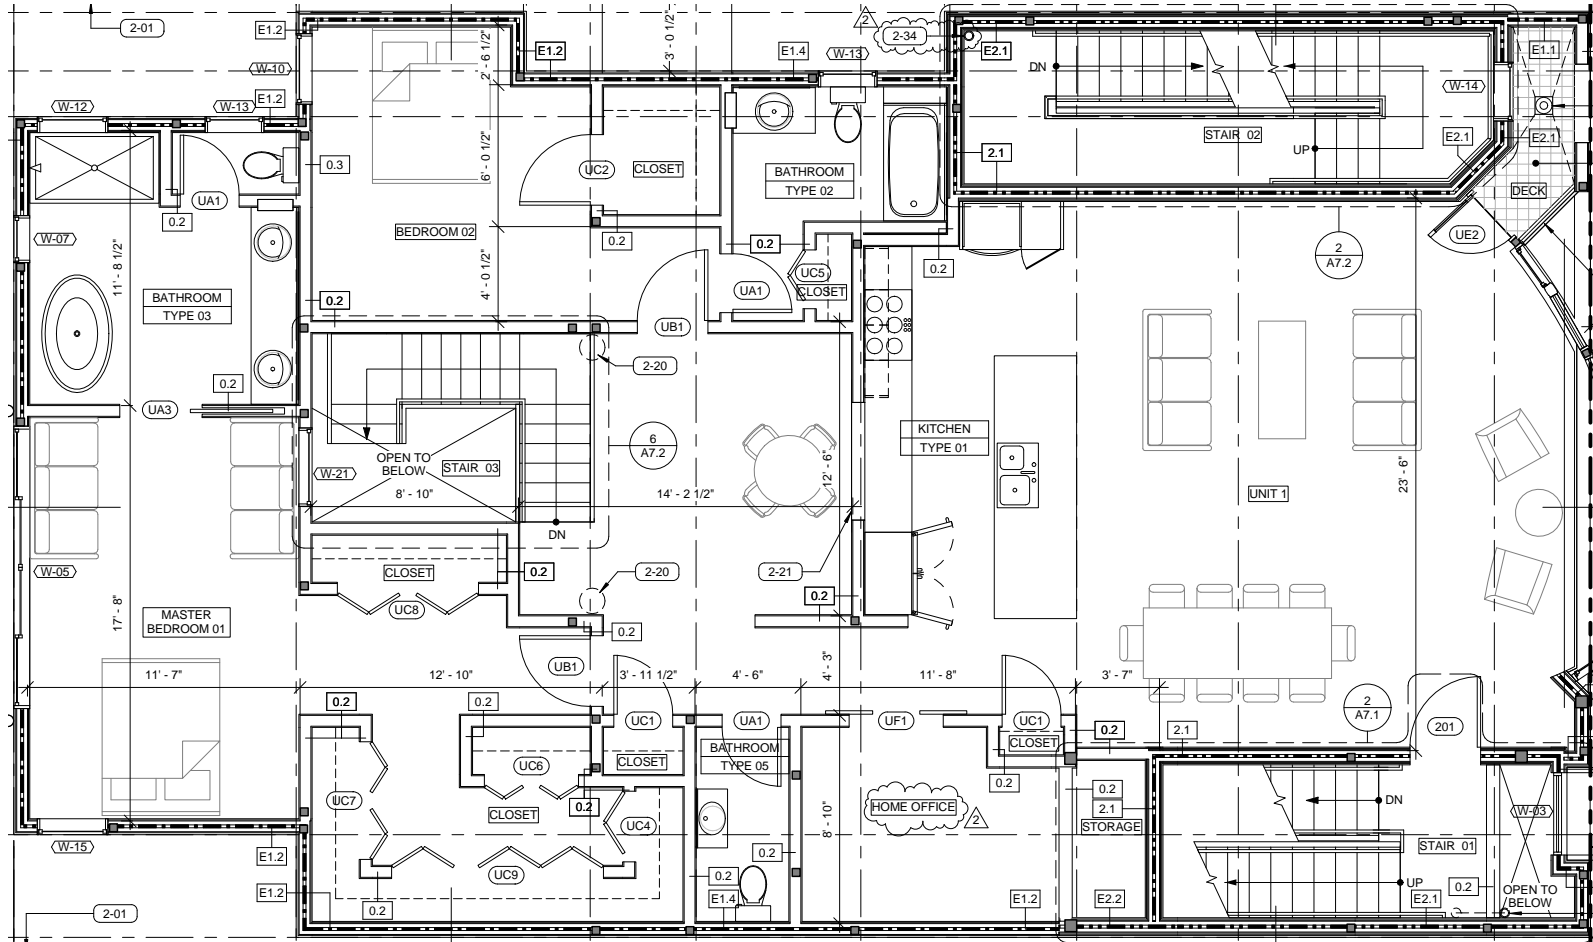 2-01
E1.2
W-10
W-12
W-13
E1.2
2' - 6 1/2"
E1.2
3' - 0 1/2"
E1.4
W-13
2
2-34
E2.1
DN
W-14
E1.1
E2.1
E2.1
STAIR 02
UP
2.1
DECK
UE2
0.3
UA1
0.2
6' - 0 1/2"
UC2
CLOSET
0.2
BATHROOM
TYPE 02
0.2
0.2
W-07
11' - 8 1/2"
BATHROOM
TYPE 03
BEDROOM 02
4' - 0 1/2"
0.2
UA1
UC5
CLOSET
UB1
2
A7.2
2-20
0.2
UA3
6
A7.2
OPEN TO
BELOW
STAIR 03
W-21
8' - 10"
14' - 2 1/2"
12' - 6"
KITCHEN
TYPE 01
UNIT 1
23' - 6"
DN
W-05
CLOSET
0.2
UC8
2-20
2-21
0.2
0.2
17' - 8"
MASTER
BEDROOM 01
UB1
11' - 7"
12' - 10"
3' - 11 1/2"
4' - 6"
4' - 3"
11' - 8"
3' - 7"
2
A7.1
0.2
0.2
UC1
UA1
UF1
UC1
0.2
2.1
201
CLOSET
BATHROOM
TYPE 05
CLOSET
UC6
UC7
CLOSET
0.2
UC4
0.2
0.2
2.1
STORAGE
HOME OFFICE
2
8' - 10"
DN
W-03
STAIR 01
W-15
E1.2
E1.2
UC9
0.2
0.2
0.2
E1.4
E1.2
E2.2
UP
E2.1
0.2
OPEN TO
BELOW
2-01